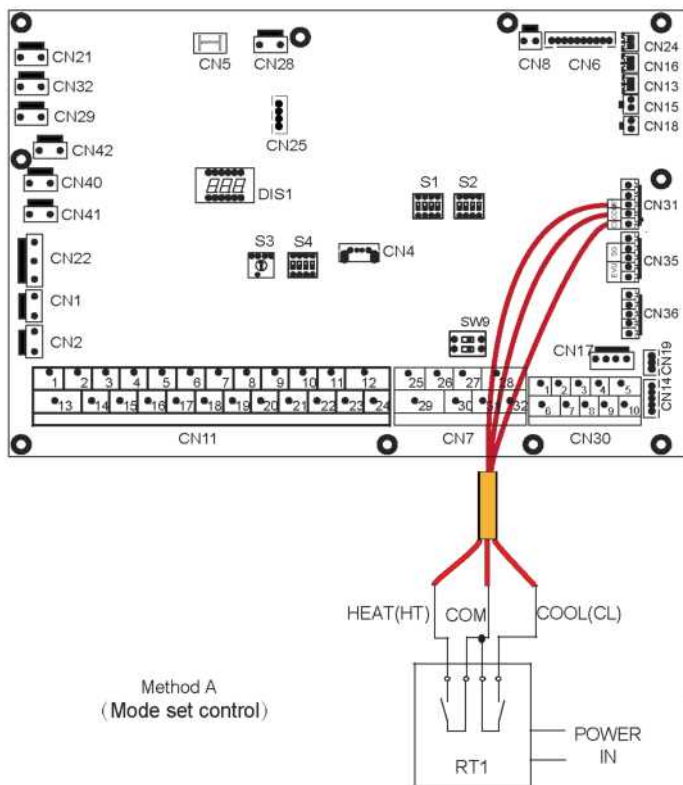 CN21
CN5
CN28
CN8
CN6
CN24
CN32
CN16
CN13
CN29
CN15
CN25
CN18
CN42
CN40
DIS1
S1
S2
CN41
CN31
S3
S4
CN4
CN22
CN35
CN1
CN36
SW9
CN2
CN17
CN19
1 2 3 4 5 6 7 8 9 10 11 12
25 26 27 28
1 2 3 4 5
CN14
13 14 15 16 17 18 19 20 21 22 23 24
29 30 31 32
6 7 8 9 10
CN11
CN7
CN30
HEAT(HT)
COM
COOL(CL)
Method A
(Mode set control)
POWER
IN
RT1